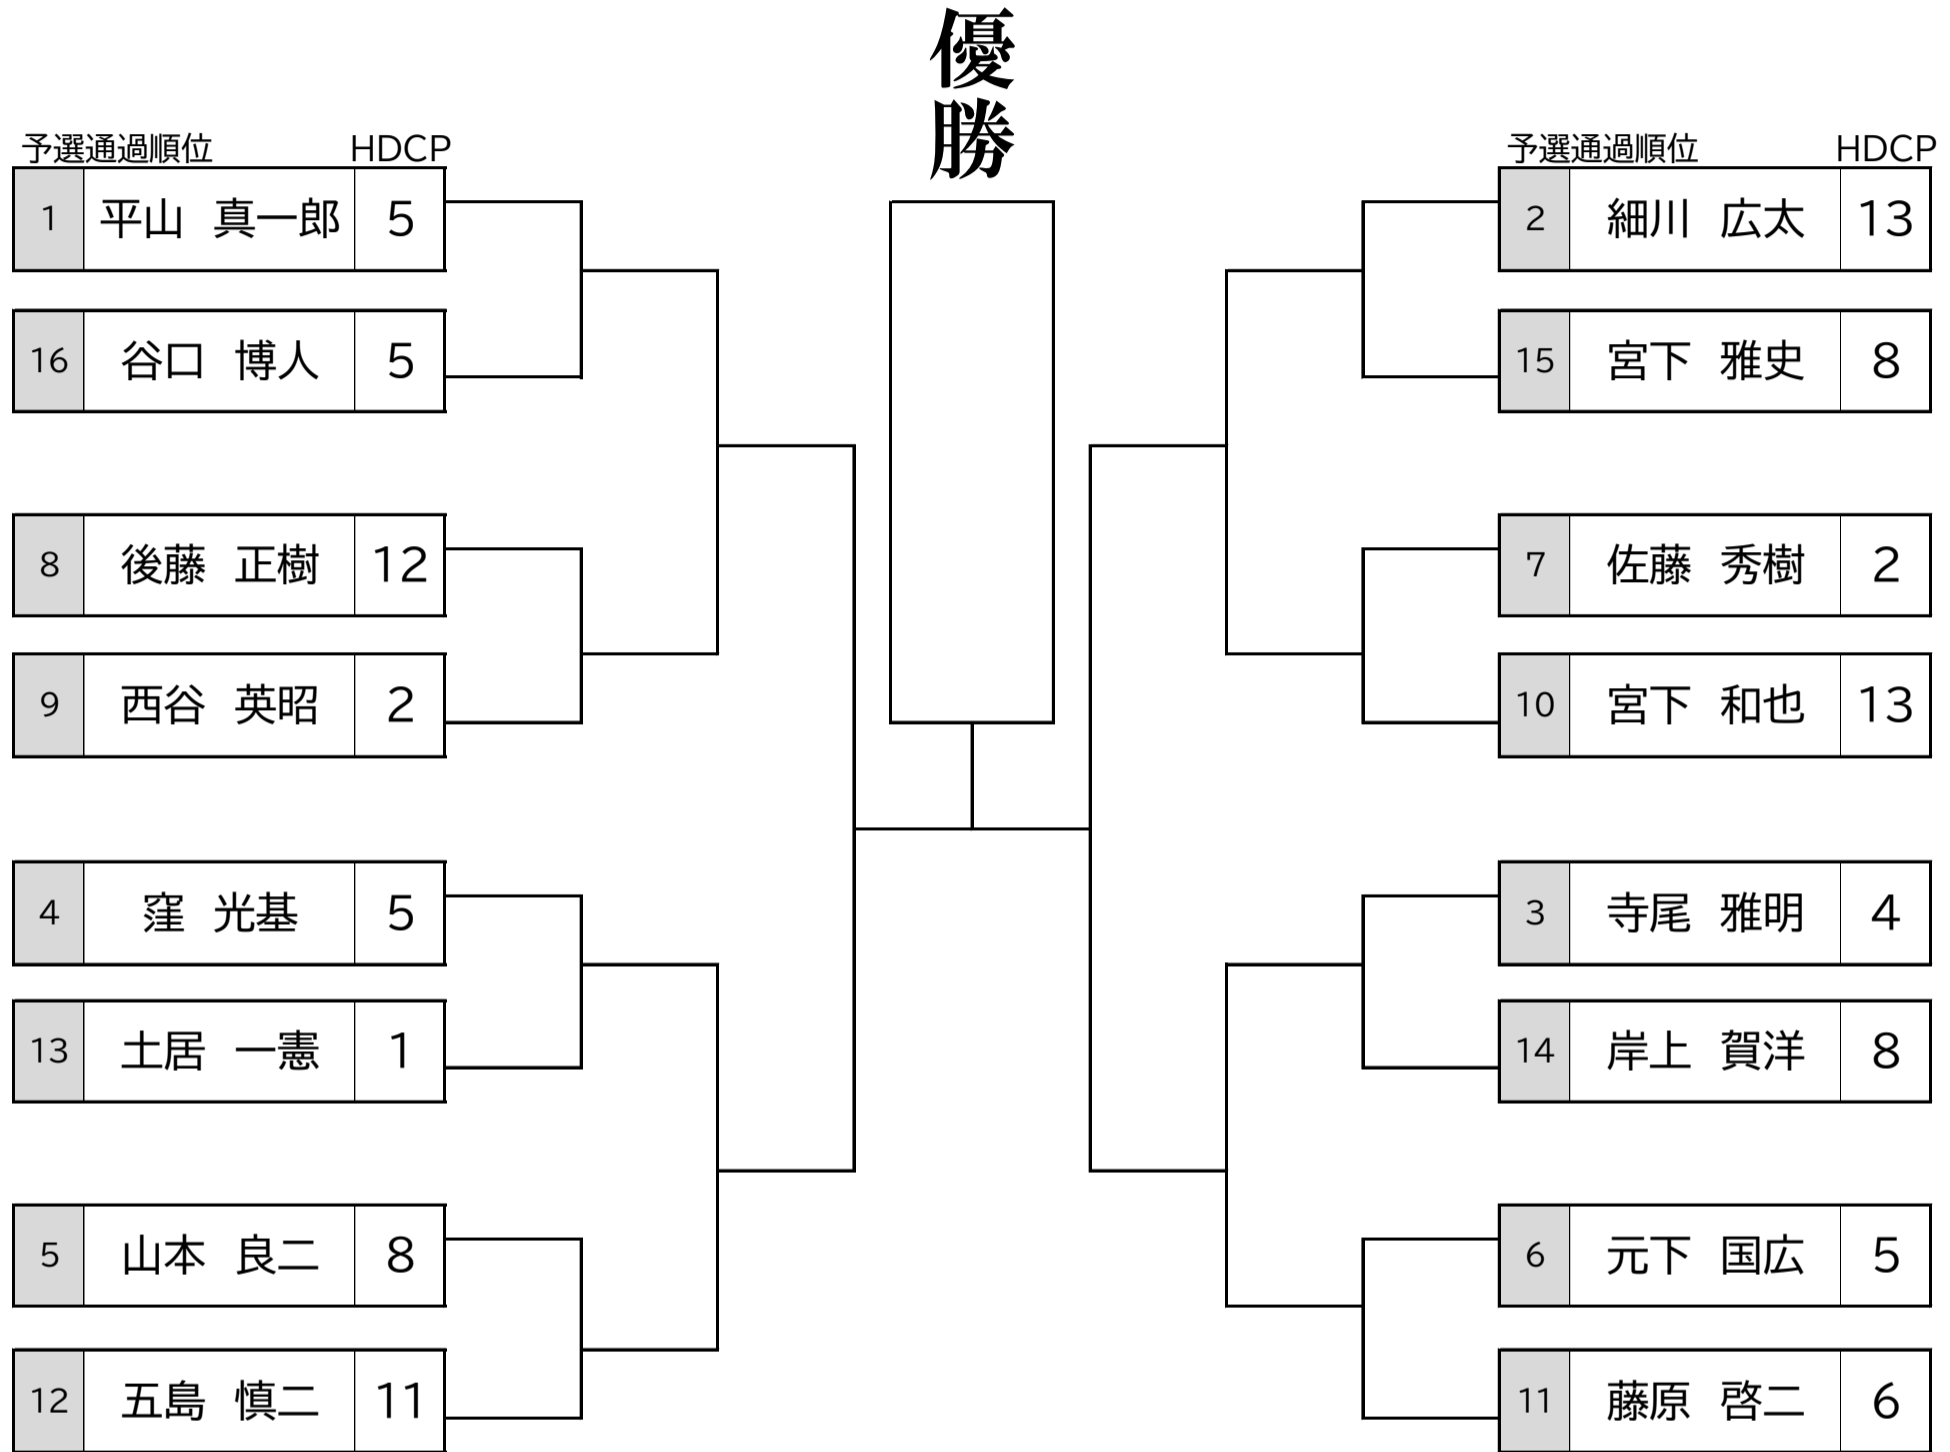 優勝
予選通過順位 HDCP
1 平山 真一郎 5
16 谷口 博人 5
8 後藤 正樹 12
9 西谷 英昭 2
4 窪 光基 5
13 土居 一憲 1
5 山本 良二 8
12 五島 慎二 11
予選通過順位 HDCP
2 細川 広太 13
15 宮下 雅史 8
7 佐藤 秀樹 2
10 宮下 和也 13
3 寺尾 雅明 4
14 岸上 賀洋 8
6 元下 国広 5
11 藤原 啓二 6